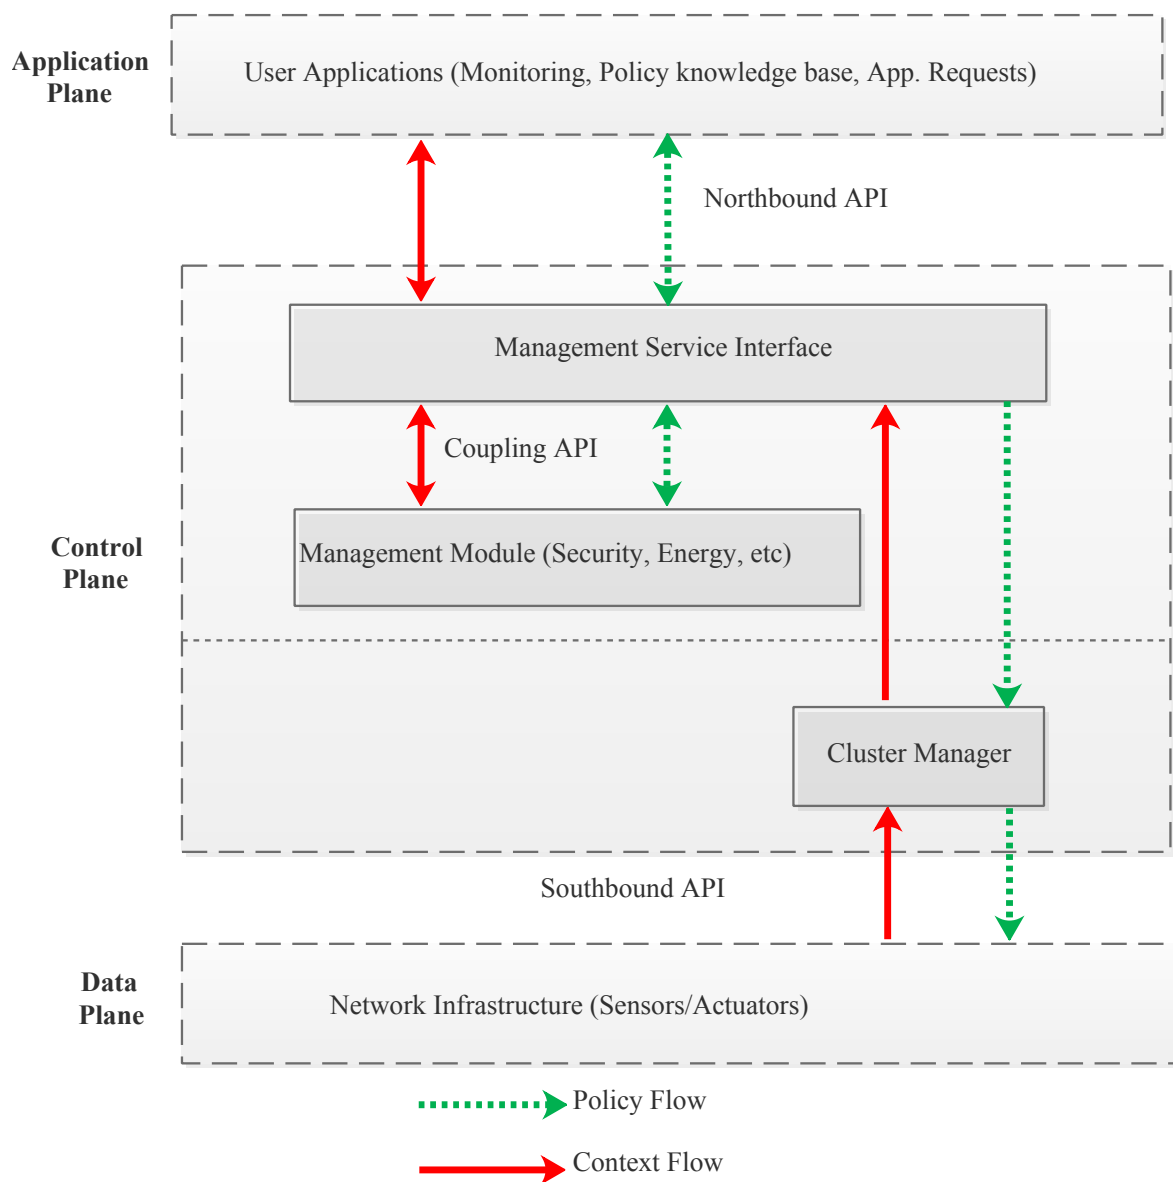 Application
Plane
User Applications (Monitoring, Policy knowledge base, App. Requests)
Northbound API
Management Service Interface
Coupling API
Control
Plane
Management Module (Security, Energy, etc)
Cluster Manager
Southbound API
Data
Plane
Network Infrastructure (Sensors/Actuators)
Policy Flow
Context Flow